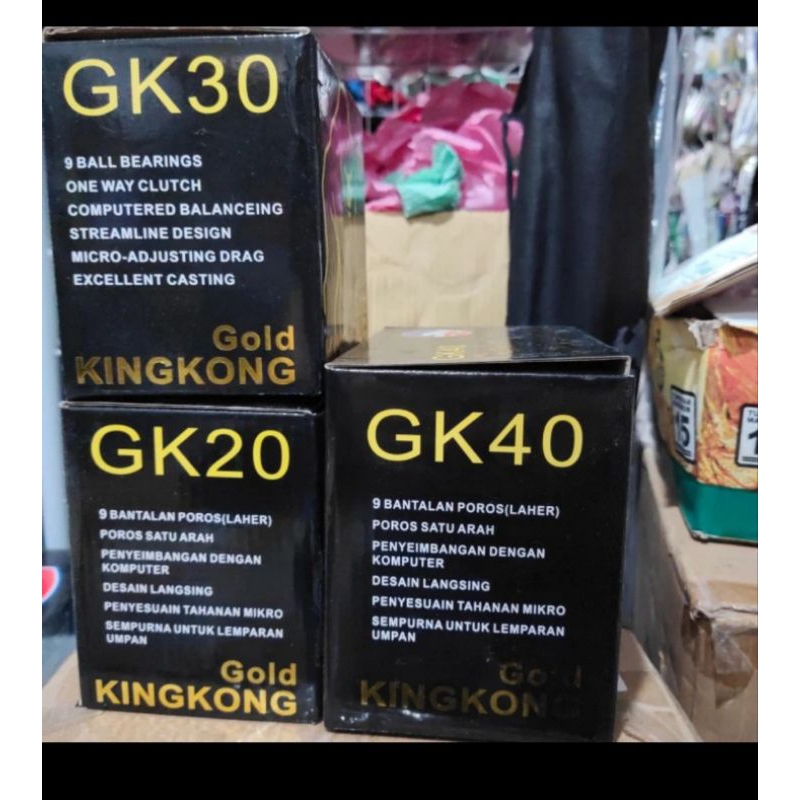 GK30
9 BALL BEARINGS
ONE WAY CLUTCH
COMPUTERED BALANCEING
STREAMLINE DESIGN
MICRO-ADJUSTING DRAG
EXCELLENT CASTING
Gold
KINGKONG
GK20
9 BANTALAN POROS(LAHER)
POROS SATU ARAH
PENYEIMBANGAN DENGAN
KOMPUTER
DESAIN LANGSING
PENYESUAIN TAHANAN MIKRO
SEMPURNA UNTUK LEMPARAN
UMPAN
Gold
KINGKONG
GK40
GK40
9 BANTALAN POROS(LAHER)
POROS SATU ARAH
PENYEIMBANGAN DENGAN
KOMPUTER
DESAIN LANGSING
PENYESUAIN TAHANAN MIKRO
SEMPURNA UNTUK LEMPARAN
UMPAN
Gold
KINGKONG